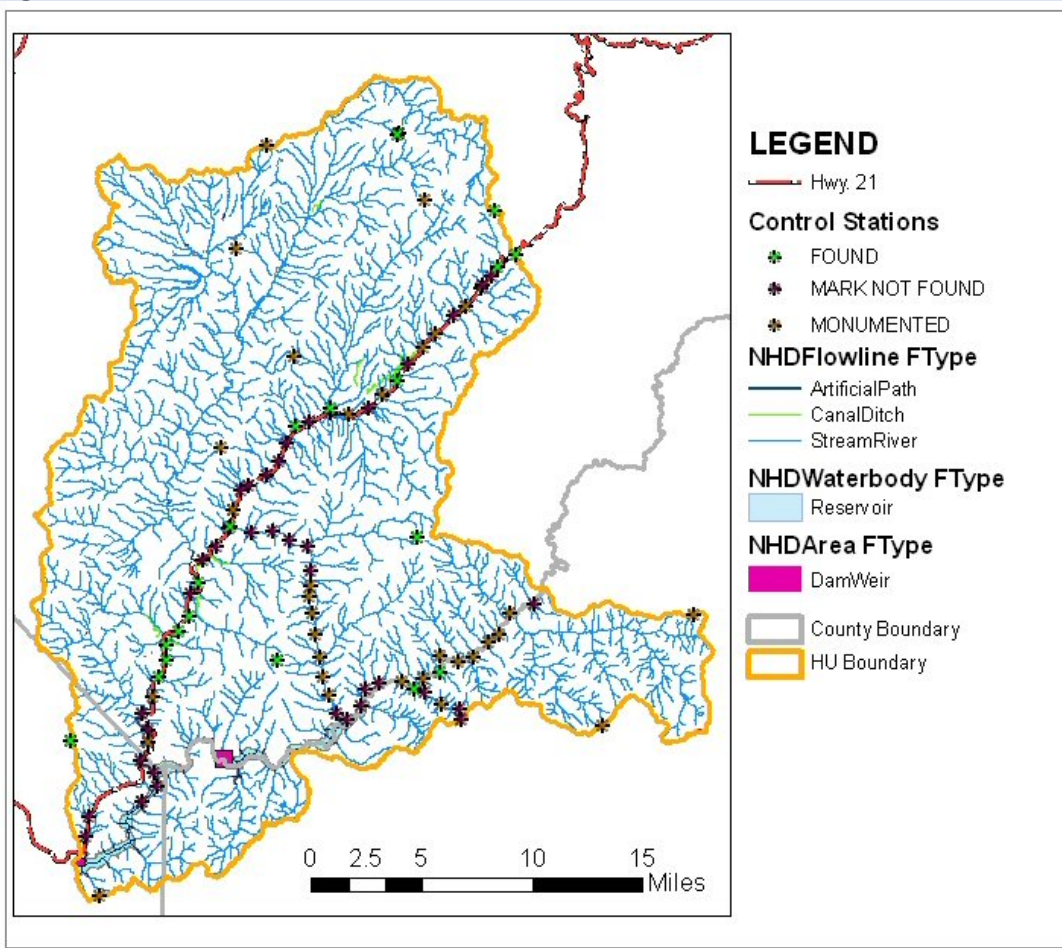 LEGEND
Hwy. 21
Control Stations
FOUND
MARK NOT FOUND
MONUMENTED
NHDFlowline FType
ArtificialPath
CanalDitch
StreamRiver
NHDWaterbody FType
Reservoir
NHDArea FType
DamWeir
County Boundary
HU Boundary
0 2.5 5 10 15
Miles